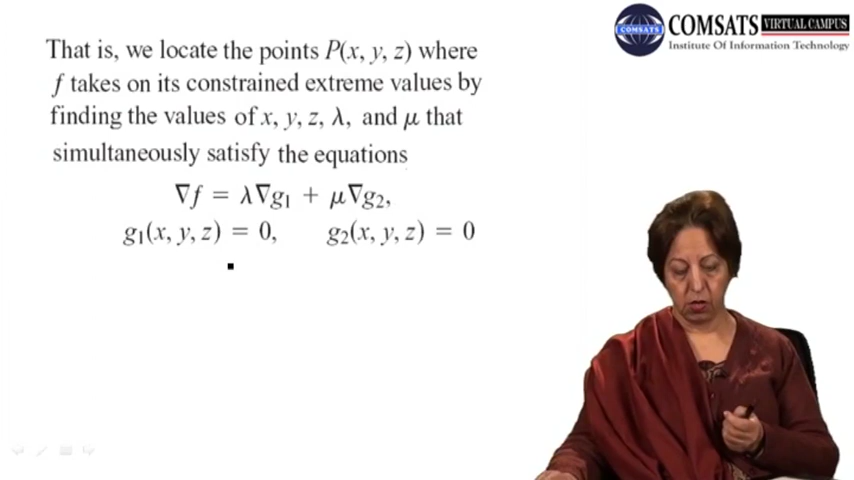 COMSATS VIRTUAL CAMPUS
COMSATS
Institute Of Information Technology
That is, we locate the points P(x, y, z) where
f takes on its constrained extreme values by
finding the values of x, y, z, λ, and μ that
simultaneously satisfy the equations
∇f = λ∇g₁ + μ∇g₂,
g₁(x, y, z) = 0, g₂(x, y, z) = 0